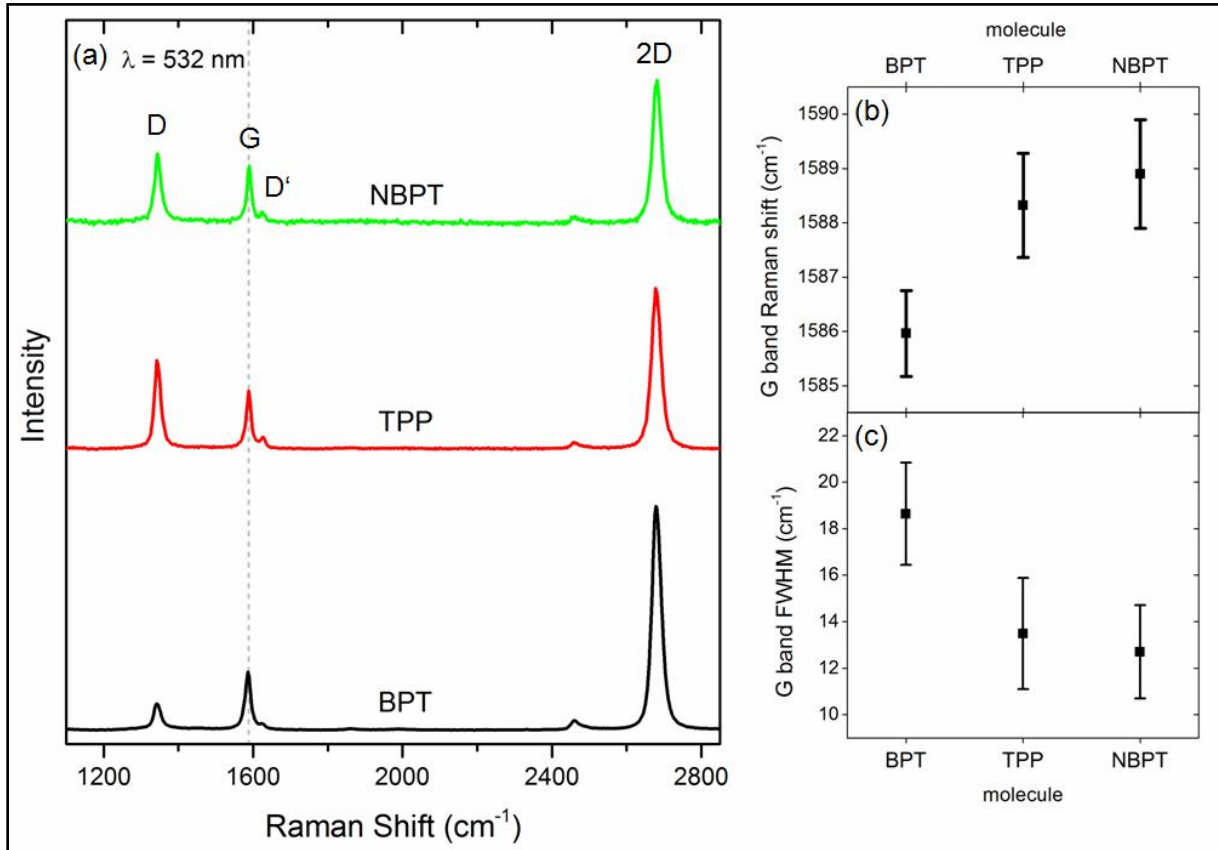 (a) λ = 532 nm
2D
D
G
D'
NBPT
TPP
BPT
Intensity
1200 1600 2000 2400 2800
Raman Shift (cm⁻¹)
molecule
BPT TPP NBPT
(b)
1590
1589
1588
1587
1586
1585
G band Raman shift (cm⁻¹)
(c)
22
20
18
16
14
12
10
G band FWHM (cm⁻¹)
BPT TPP NBPT
molecule